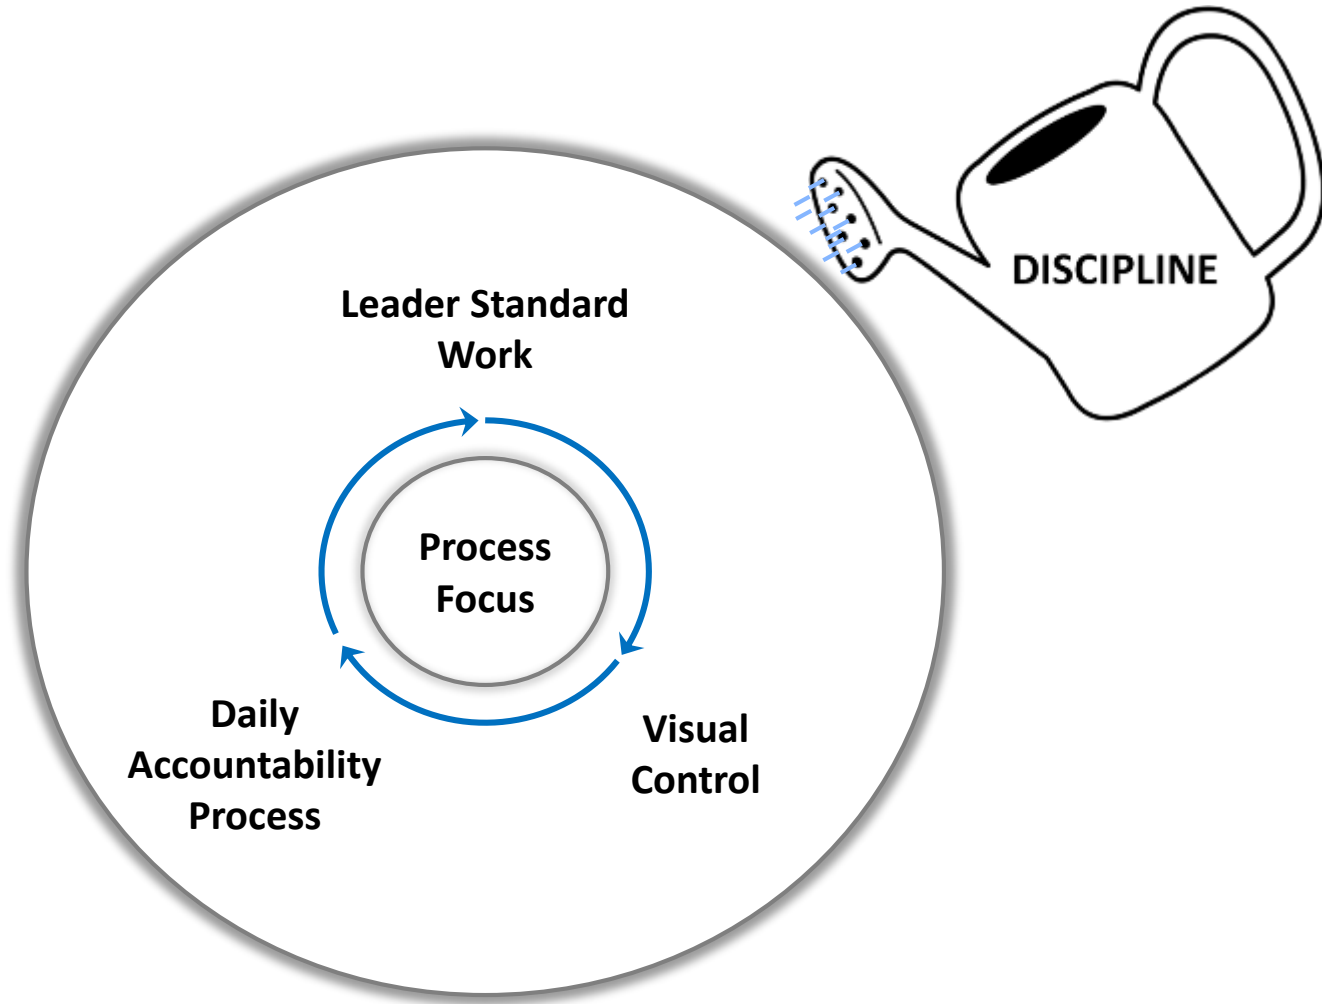 DISCIPLINE
Leader Standard
Work
Process
Focus
Daily
Accountability
Process
Visual
Control